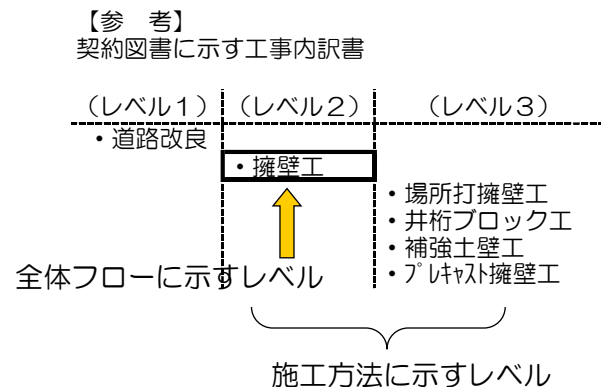 【参　考】
契約図書に示す工事内訳書
（レベル１）（レベル２）（レベル３）
・道路改良
・擁壁工
・場所打擁壁工
・井桁ブロック工
・補強土壁工
・ﾌﾟﾚｷｬｽﾄ擁壁工
全体フローに示すレベル
施工方法に示すレベル